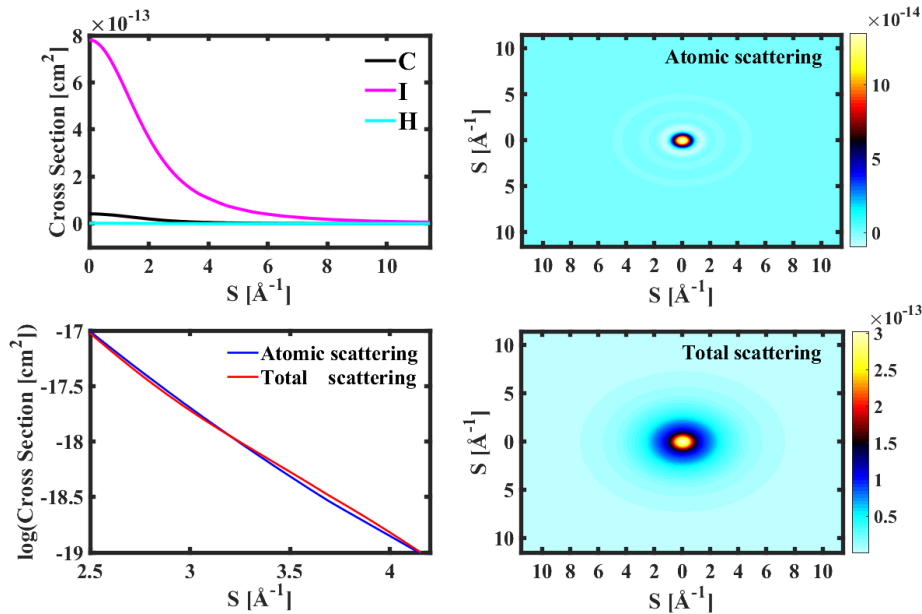 ×10⁻¹³
8
6
4
2
0
Cross Section [cm²]
C
I
H
0 2 4 6 8 10
S [Å⁻¹]
×10⁻¹⁴
10
5
0
5
10
S [Å⁻¹]
Atomic scattering
10 8 6 4 2 0 2 4 6 8 10
S [Å⁻¹]
10
5
0
-17
-17.5
-18
-18.5
-19
log(Cross Section [cm²])
Atomic scattering
Total scattering
2.5 3 3.5 4
S [Å⁻¹]
×10⁻¹³
10
5
0
5
10
S [Å⁻¹]
Total scattering
10 8 6 4 2 0 2 4 6 8 10
S [Å⁻¹]
3
2.5
2
1.5
1
0.5